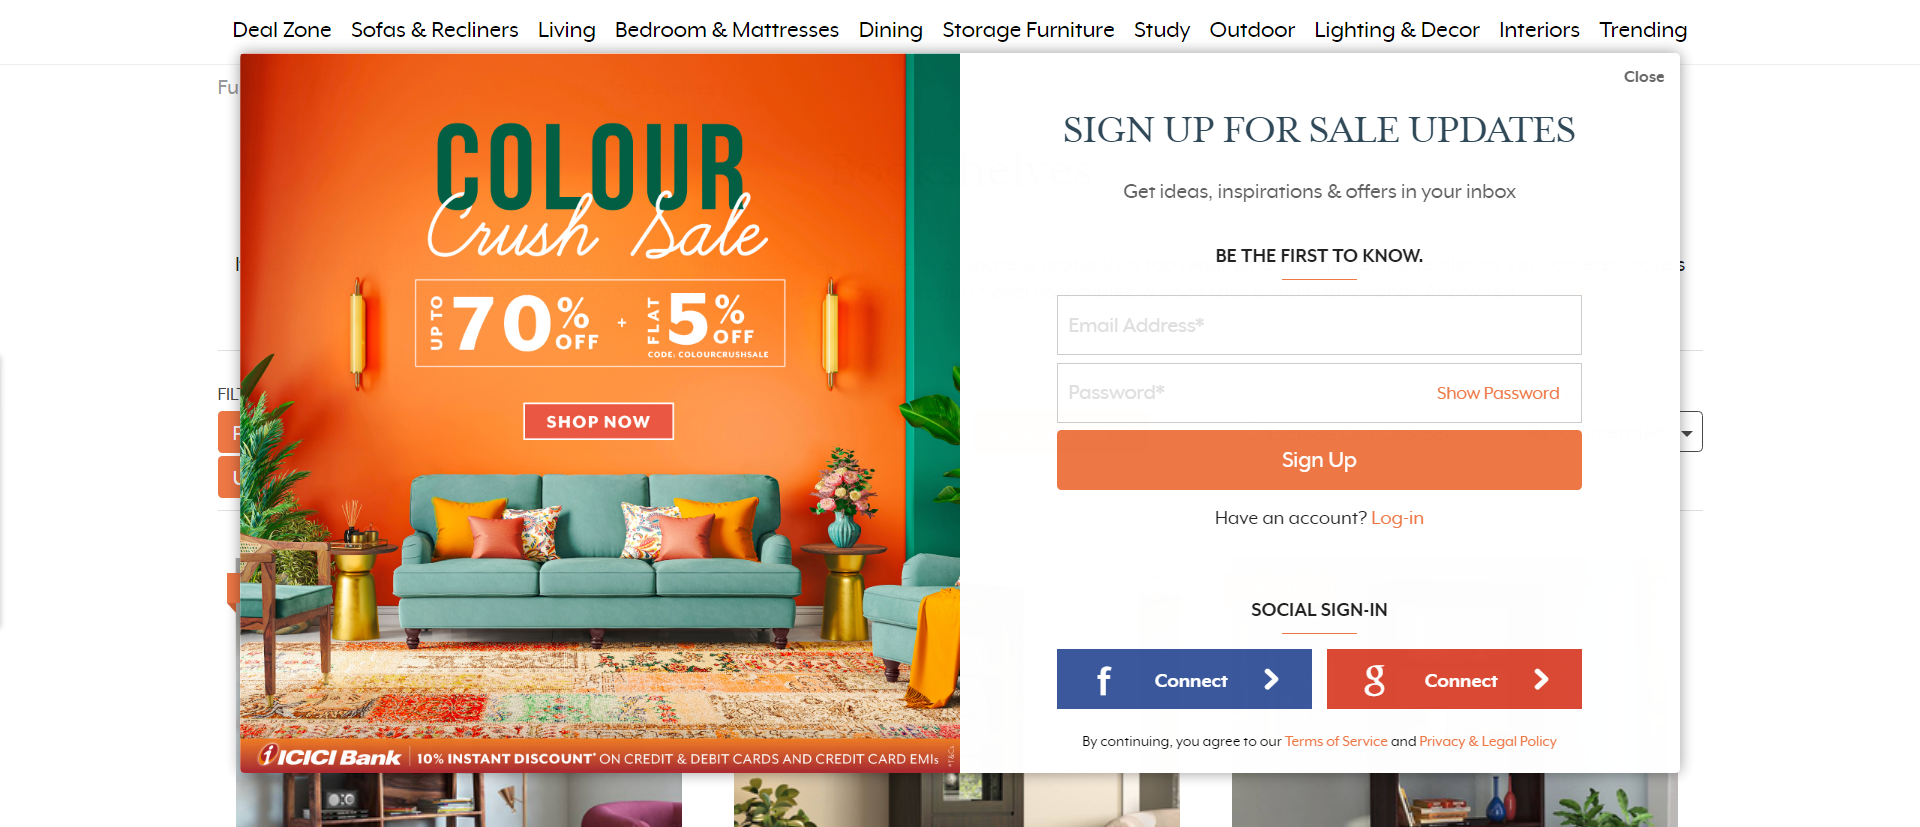 Deal Zone Sofas & Recliners Living Bedroom & Mattresses Dining Storage Furniture Study Outdoor Lighting & Decor Interiors Trending
Close
COLOUR
Crush Sale
UP TO 70% OFF + FLAT 5% OFF
CODE: COLOURCRUSHSALE
SHOP NOW
ICICI Bank 10% INSTANT DISCOUNT* ON CREDIT & DEBIT CARDS AND CREDIT CARD EMIs *T&Cs
SIGN UP FOR SALE UPDATES
Get ideas, inspirations & offers in your inbox
BE THE FIRST TO KNOW.
Email Address*
Password* Show Password
Sign Up
Have an account? Log-in
SOCIAL SIGN-IN
f Connect g Connect
By continuing, you agree to our Terms of Service and Privacy & Legal Policy